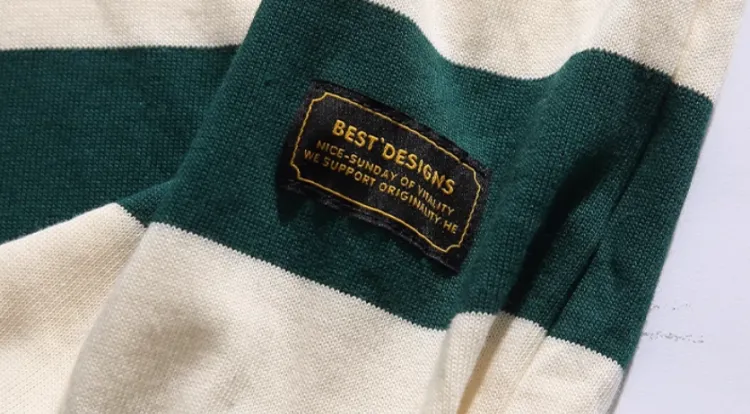 BEST'DESIGNS
NICE-SUNDAY OF VITALITY
WE SUPPORT ORIGINALITY HE